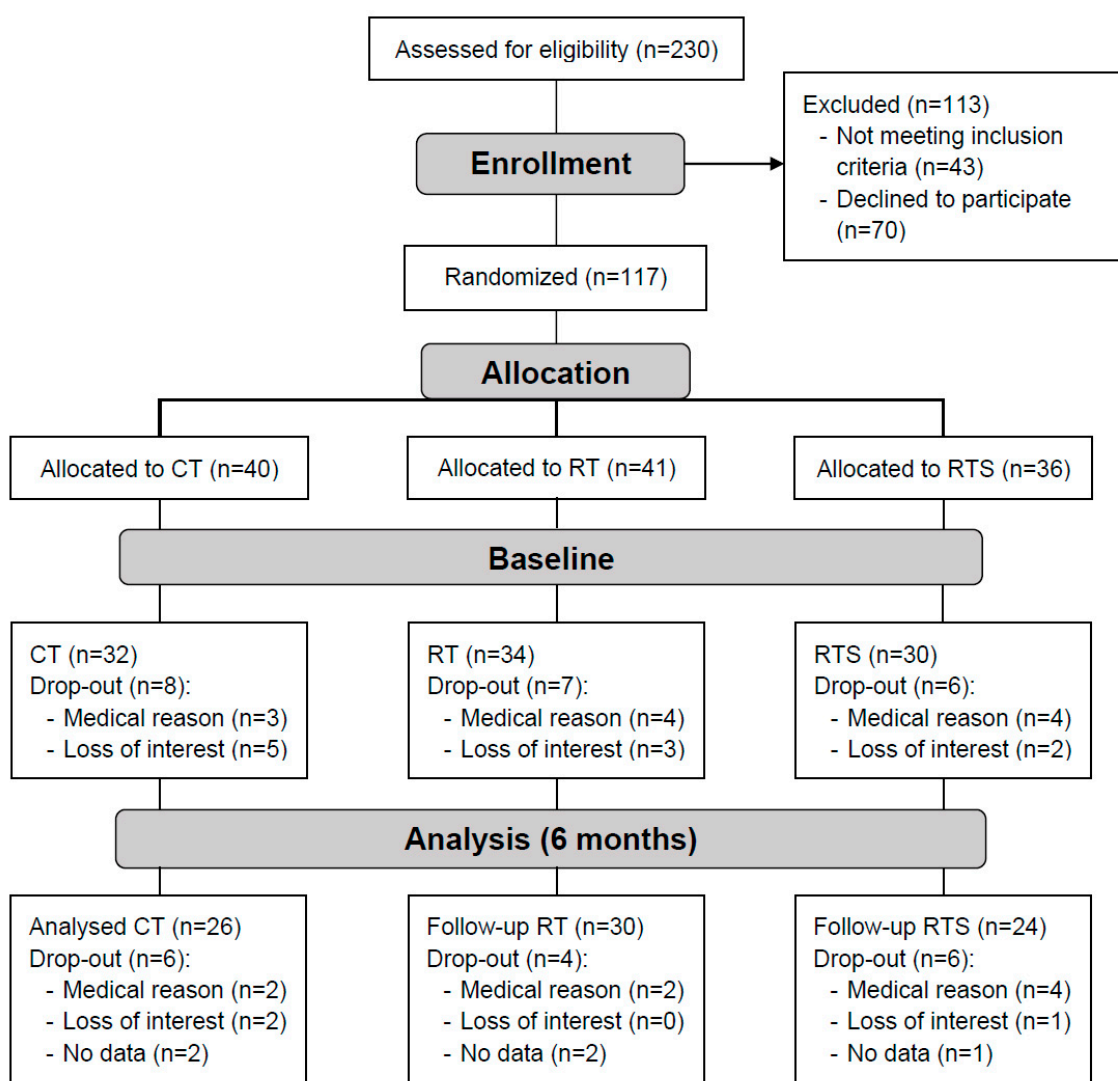 Assessed for eligibility (n=230)
Excluded (n=113)
- Not meeting inclusion
criteria (n=43)
- Declined to participate
(n=70)
Enrollment
Randomized (n=117)
Allocation
Allocated to CT (n=40)
Allocated to RT (n=41)
Allocated to RTS (n=36)
Baseline
CT (n=32)
Drop-out (n=8):
- Medical reason (n=3)
- Loss of interest (n=5)
RT (n=34)
Drop-out (n=7):
- Medical reason (n=4)
- Loss of interest (n=3)
RTS (n=30)
Drop-out (n=6):
- Medical reason (n=4)
- Loss of interest (n=2)
Analysis (6 months)
Analysed CT (n=26)
Drop-out (n=6):
- Medical reason (n=2)
- Loss of interest (n=2)
- No data (n=2)
Follow-up RT (n=30)
Drop-out (n=4):
- Medical reason (n=2)
- Loss of interest (n=0)
- No data (n=2)
Follow-up RTS (n=24)
Drop-out (n=6):
- Medical reason (n=4)
- Loss of interest (n=1)
- No data (n=1)